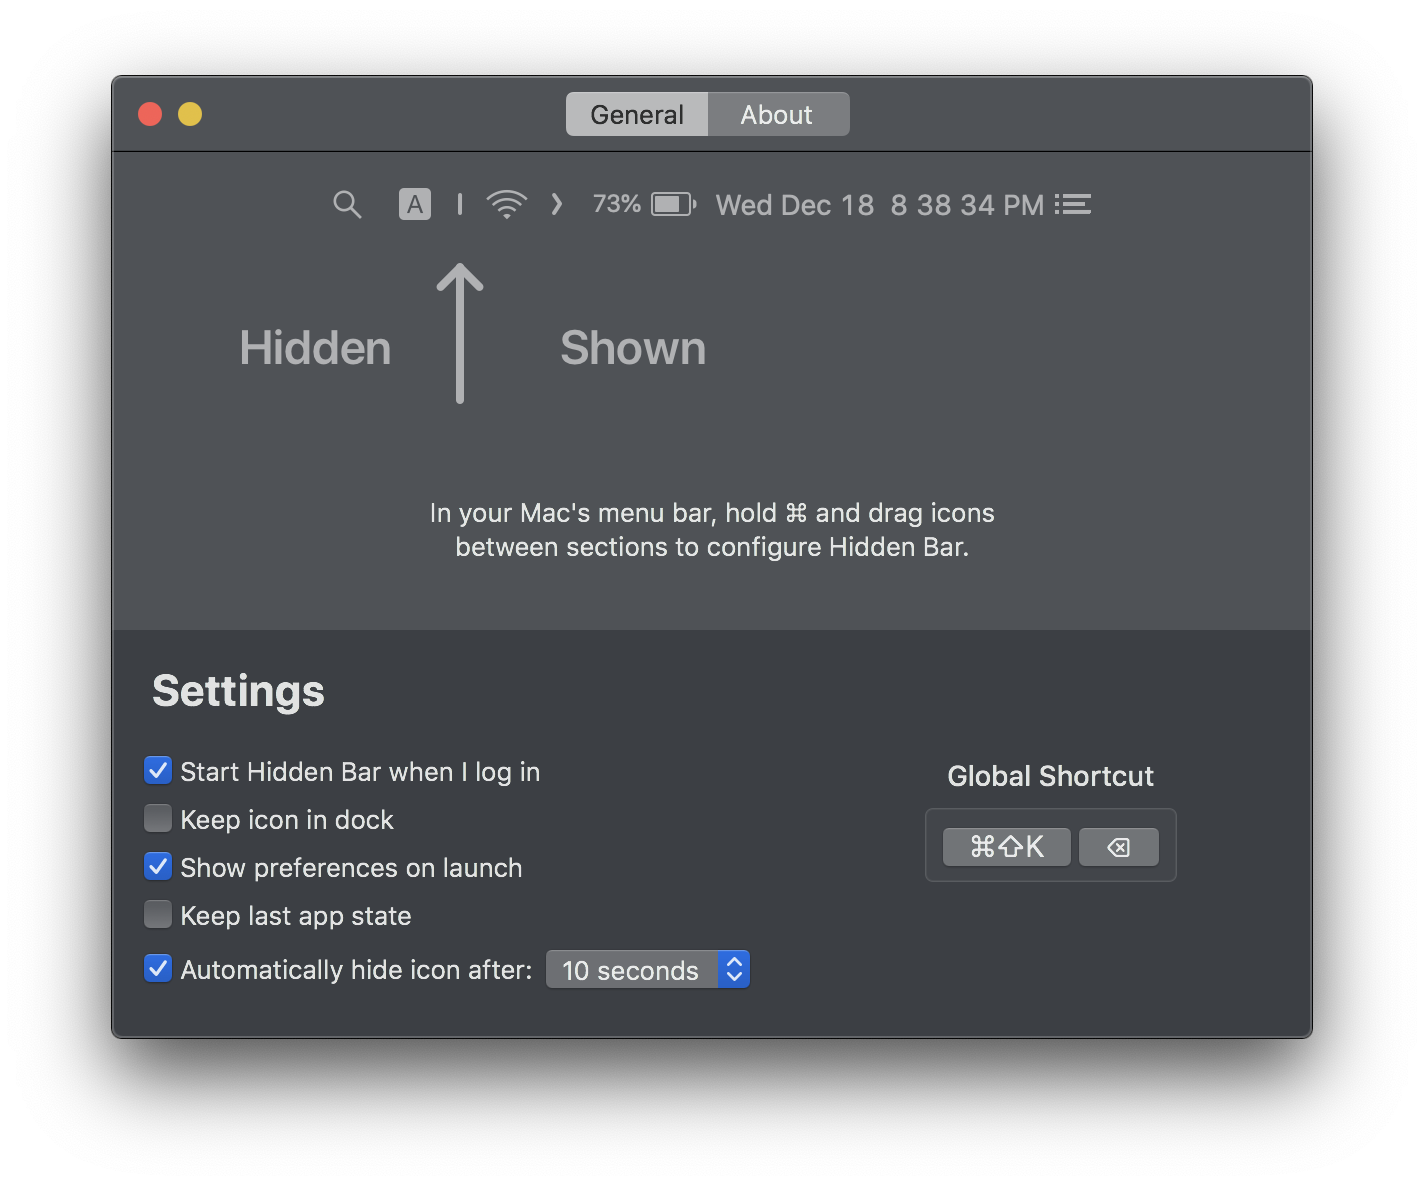 General About
A 73% Wed Dec 18 8 38 34 PM
Hidden Shown
In your Mac's menu bar, hold ⌘ and drag icons
between sections to configure Hidden Bar.
Settings
Start Hidden Bar when I log in
Global Shortcut
Keep icon in dock
⌘⇧K
Show preferences on launch
Keep last app state
Automatically hide icon after: 10 seconds